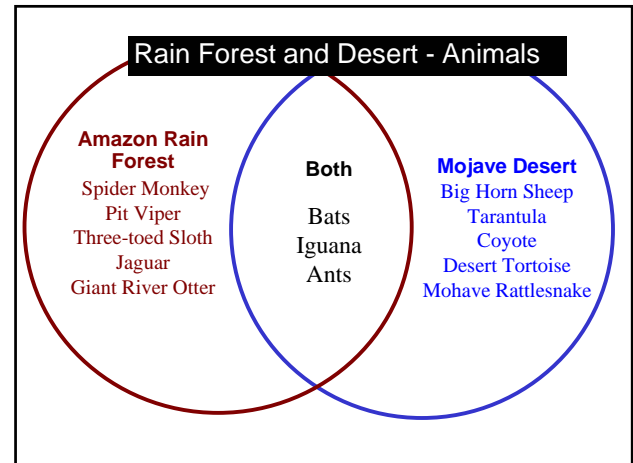 Rain Forest and Desert - Animals
Amazon Rain
Forest
Spider Monkey
Pit Viper
Three-toed Sloth
Jaguar
Giant River Otter
Both
Bats
Iguana
Ants
Mojave Desert
Big Horn Sheep
Tarantula
Coyote
Desert Tortoise
Mohave Rattlesnake